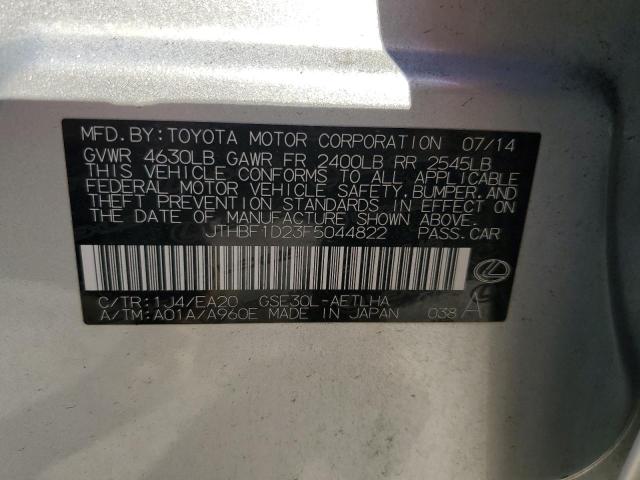 MFD. BY: TOYOTA MOTOR CORPORATION 07/14
GVWR 4630LB GAWR FR 2400LB RR 2545LB
THIS VEHICLE CONFORMS TO ALL APPLICABLE
FEDERAL MOTOR VEHICLE SAFETY, BUMPER, AND
THEFT PREVENTION STANDARDS IN EFFECT ON
THE DATE OF MANUFACTURE SHOWN ABOVE.
JTHBF1D23F5044822 PASS. CAR
C/TR: 1J4/EA20 GSE30L-AETLHA
A/TM: A01A/A960E MADE IN JAPAN 038 A